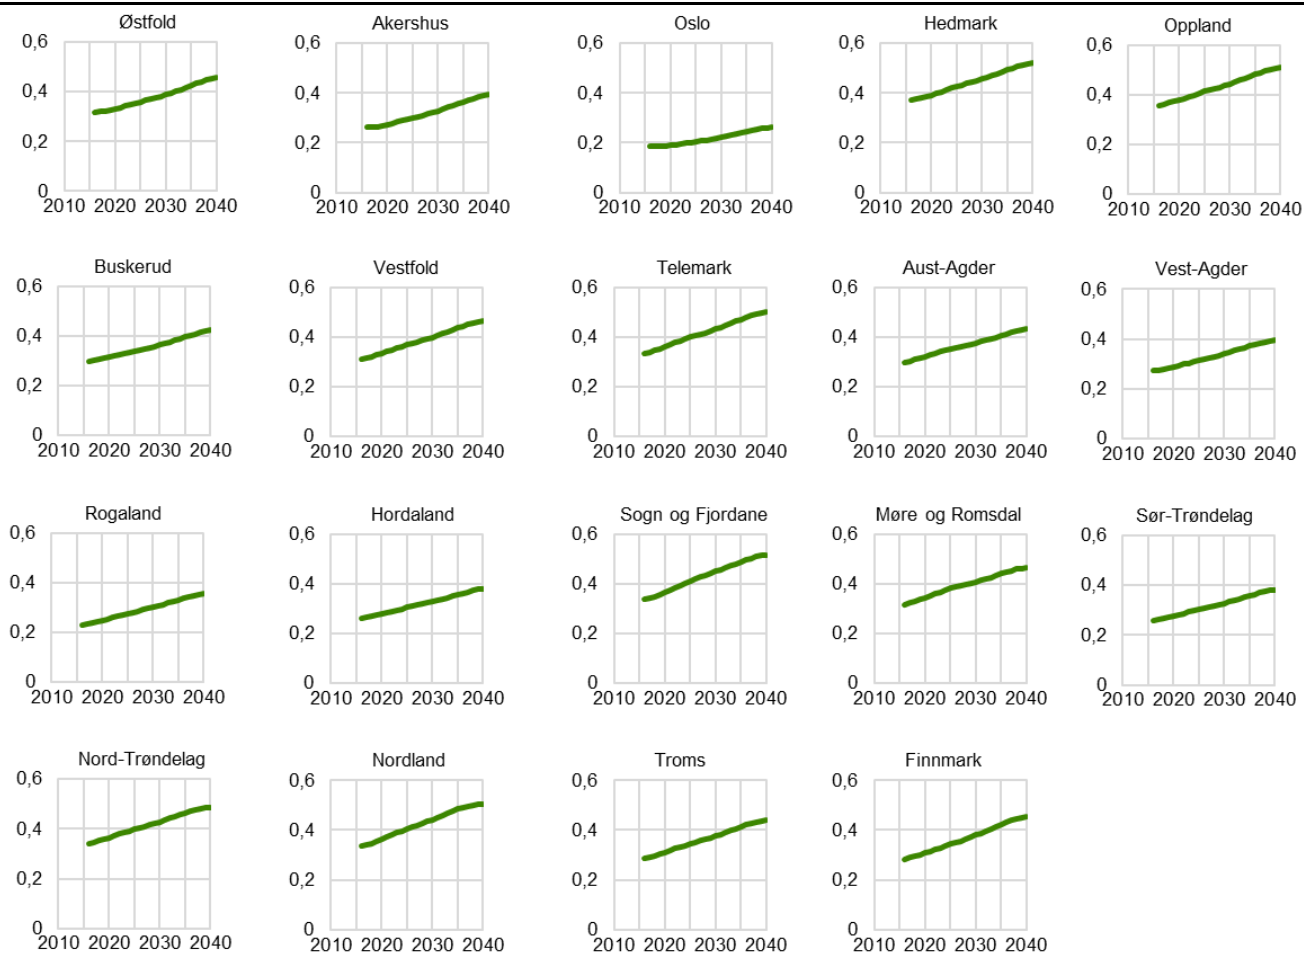 Østfold
0,6
0,4
0,2
0
2010 2020 2030 2040
Akershus
0,6
0,4
0,2
0
2010 2020 2030 2040
Oslo
0,6
0,4
0,2
0
2010 2020 2030 2040
Hedmark
0,6
0,4
0,2
0
2010 2020 2030 2040
Oppland
0,6
0,4
0,2
0
2010 2020 2030 2040
Buskerud
0,6
0,4
0,2
0
2010 2020 2030 2040
Vestfold
0,6
0,4
0,2
0
2010 2020 2030 2040
Telemark
0,6
0,4
0,2
0
2010 2020 2030 2040
Aust-Agder
0,6
0,4
0,2
0
2010 2020 2030 2040
Vest-Agder
0,6
0,4
0,2
0
2010 2020 2030 2040
Rogaland
0,6
0,4
0,2
0
2010 2020 2030 2040
Hordaland
0,6
0,4
0,2
0
2010 2020 2030 2040
Sogn og Fjordane
0,6
0,4
0,2
0
2010 2020 2030 2040
Møre og Romsdal
0,6
0,4
0,2
0
2010 2020 2030 2040
Sør-Trøndelag
0,6
0,4
0,2
0
2010 2020 2030 2040
Nord-Trøndelag
0,6
0,4
0,2
0
2010 2020 2030 2040
Nordland
0,6
0,4
0,2
0
2010 2020 2030 2040
Troms
0,6
0,4
0,2
0
2010 2020 2030 2040
Finnmark
0,6
0,4
0,2
0
2010 2020 2030 2040